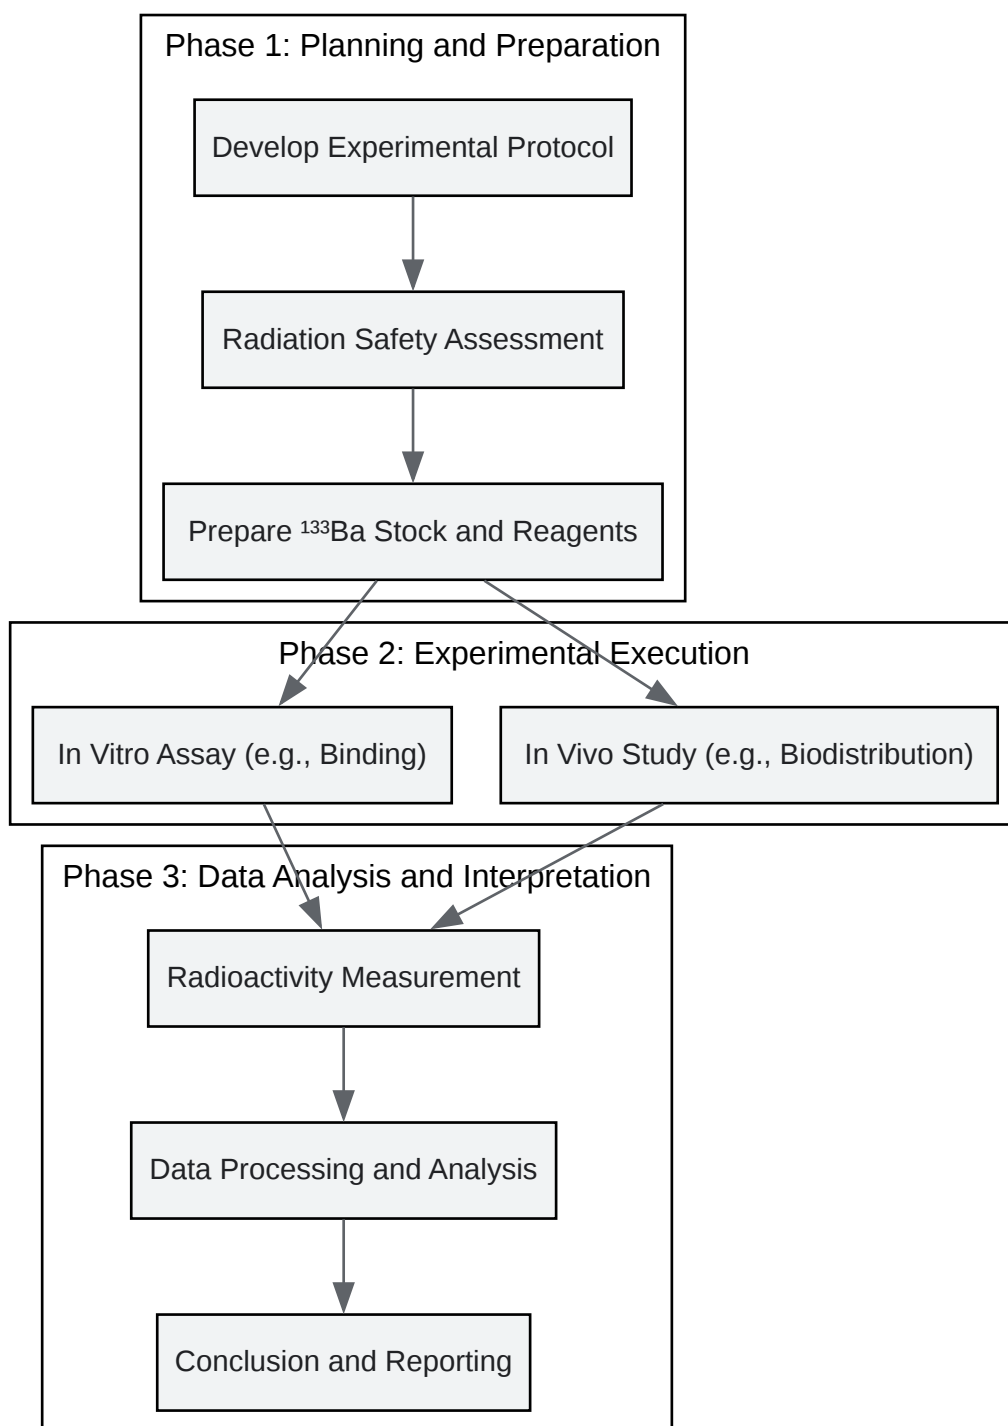 Phase 1: Planning and Preparation
Develop Experimental Protocol
Radiation Safety Assessment
Prepare ¹³³Ba Stock and Reagents
Phase 2: Experimental Execution
In Vitro Assay (e.g., Binding)
In Vivo Study (e.g., Biodistribution)
Phase 3: Data Analysis and Interpretation
Radioactivity Measurement
Data Processing and Analysis
Conclusion and Reporting